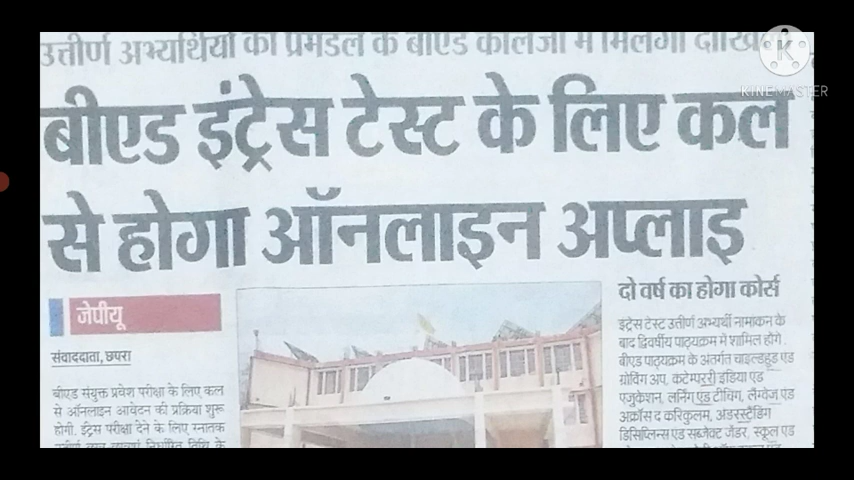 उत्तीर्ण अभ्यर्थियों को प्रमंडल के बीएड कॉलेजों में मिलेगा
K
KINEMASTER
बीएड इंट्रेस टेस्ट के लिए कल
से होगा ऑनलाइन अप्लाइ
जेपीयू
संवाददाता, छपरा
बीएड संयुक्त प्रवेश परीक्षा के लिए कल
से ऑनलाइन आवेदन की प्रक्रिया शुरू
होगी. इंट्रेस परीक्षा देने के लिए स्नातक
दो वर्ष का होगा कोर्स
इंट्रेस टेस्ट उतीर्ण अभ्यर्थी नामांकन के
बाद द्विवर्षीय पाठ्यक्रम में शामिल होंगे.
बीएड पाठ्यक्रम के अंतर्गत चाइल्डहुड एंड
ग्रोविंग अप, कंटेम्पररी इंडिया एंड
एजुकेशन, लर्निंग एंड टीचिंग, लैंग्वेज एंड
अक्रॉस द करिकुलम, अंडरस्टैंडिंग
डिसिप्लिन्स एंड सब्जेक्ट जेंडर, स्कूल एंड